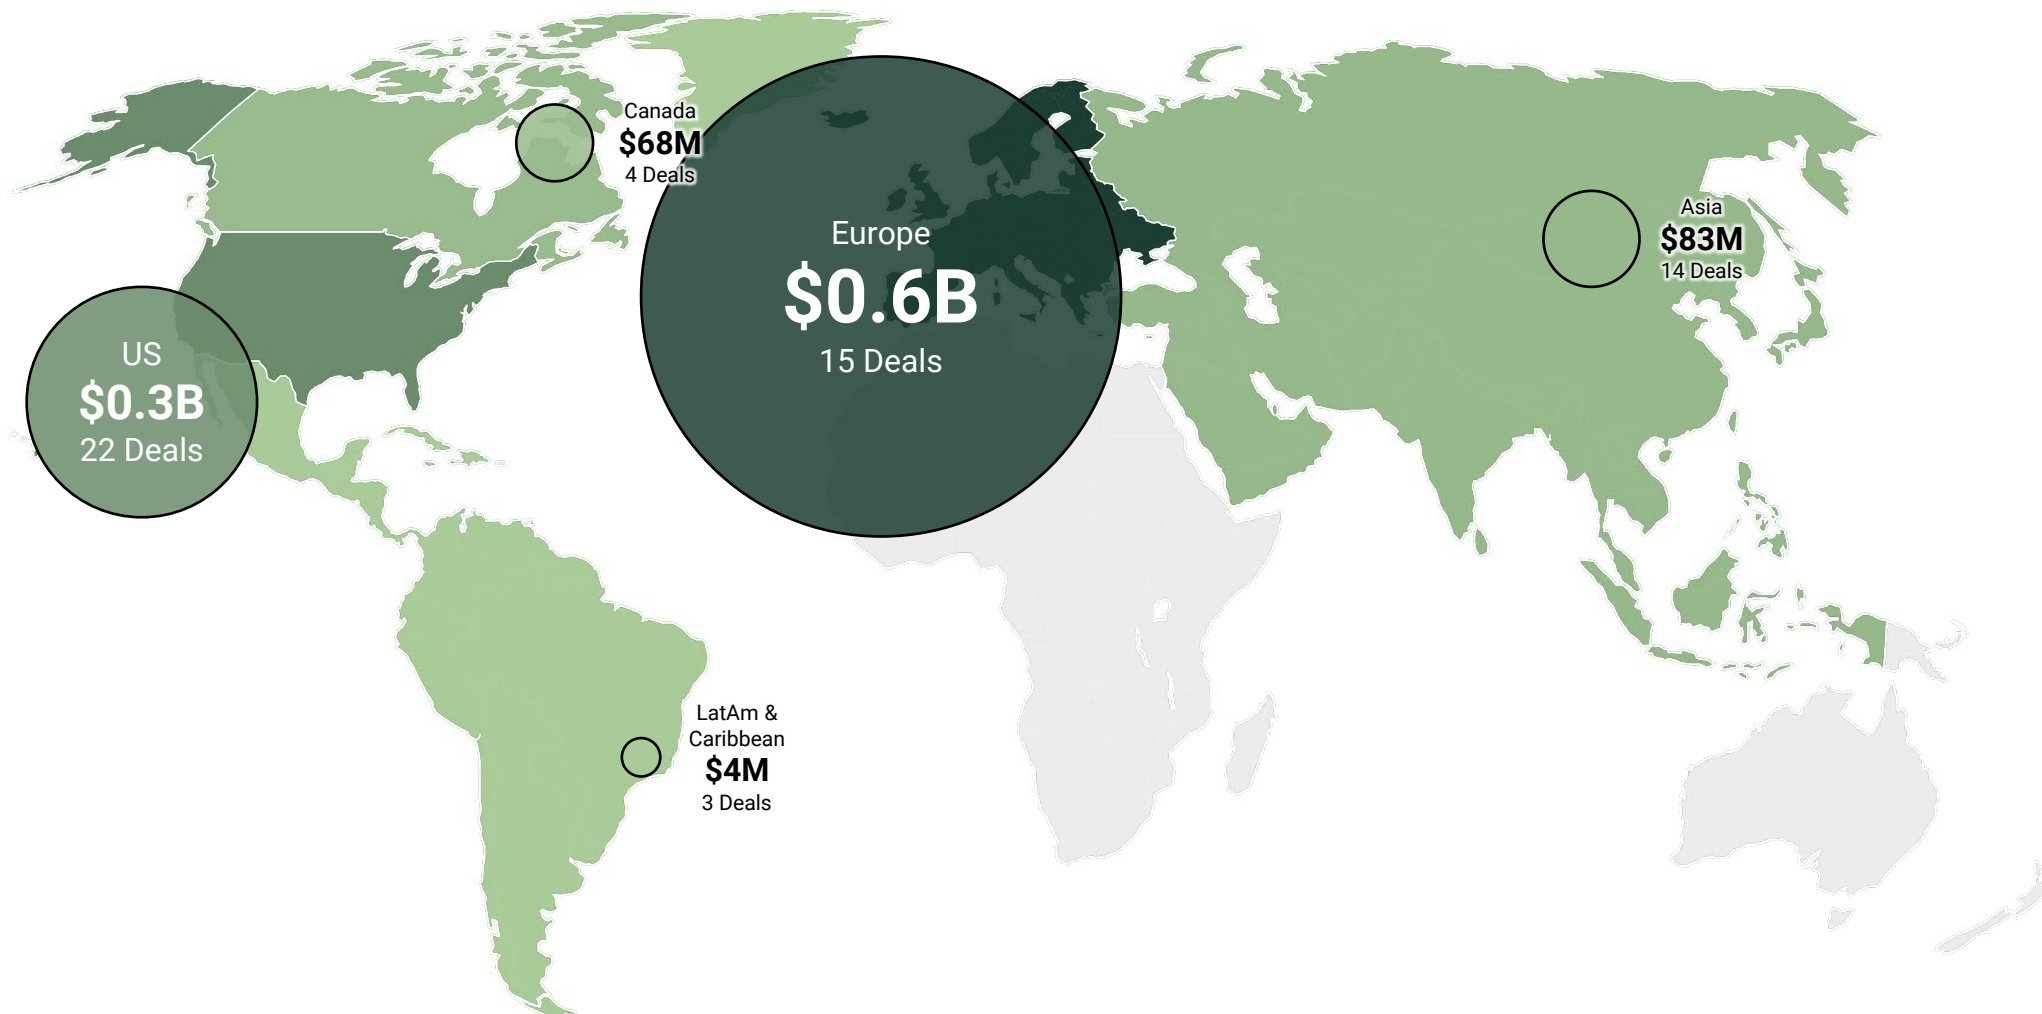 Canada
$68M
4 Deals
Europe
$0.6B
15 Deals
Asia
$83M
14 Deals
US
$0.3B
22 Deals
LatAm &
Caribbean
$4M
3 Deals